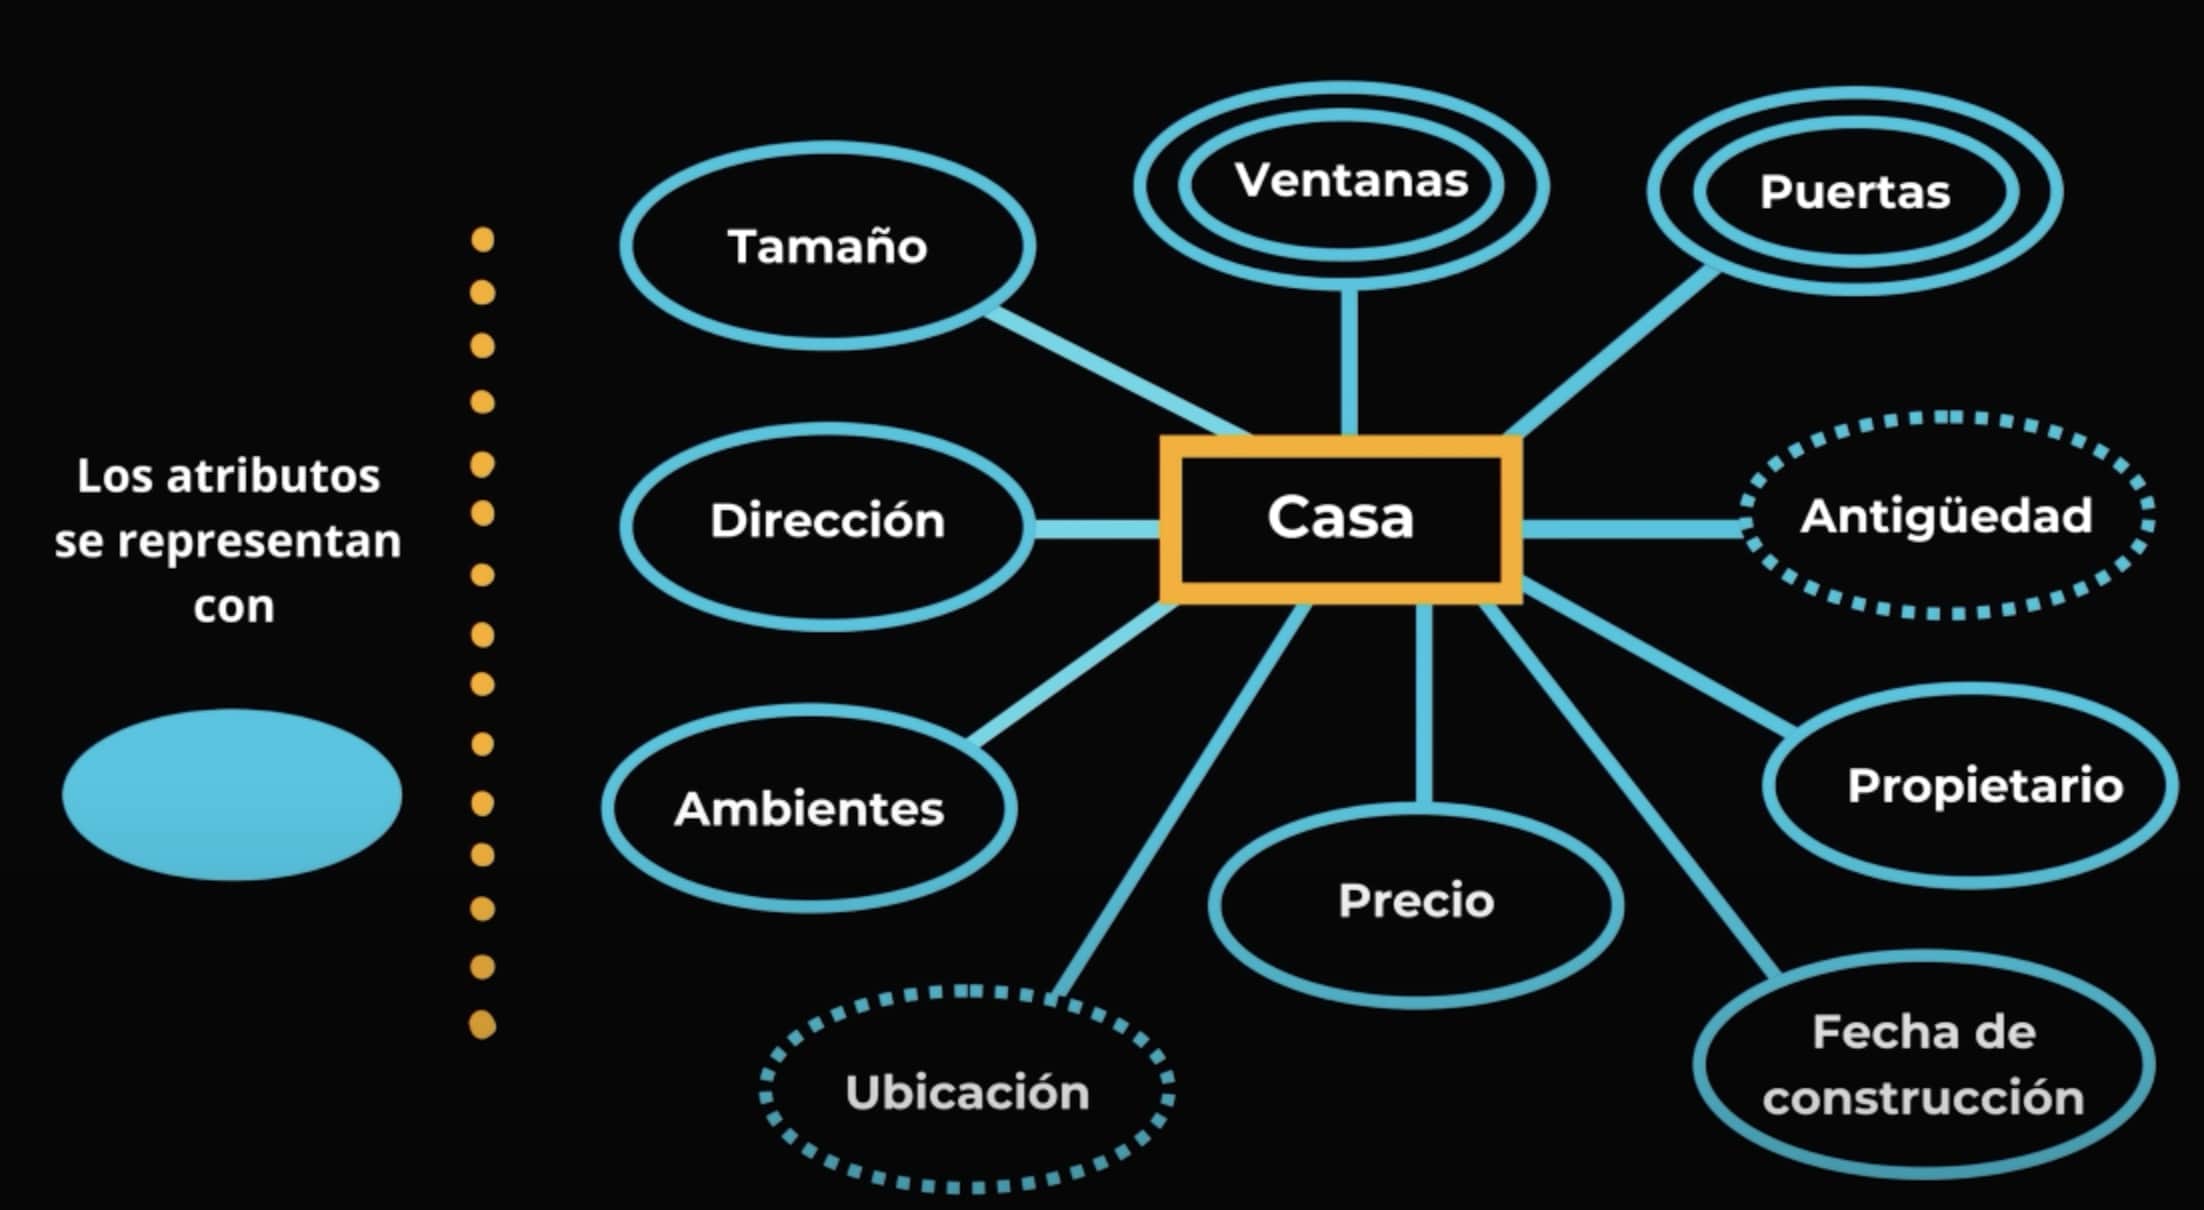 Los atributos
se representan
con
Tamaño
Ventanas
Puertas
Dirección
Casa
Antigüedad
Ambientes
Precio
Propietario
Ubicación
Fecha de
construcción